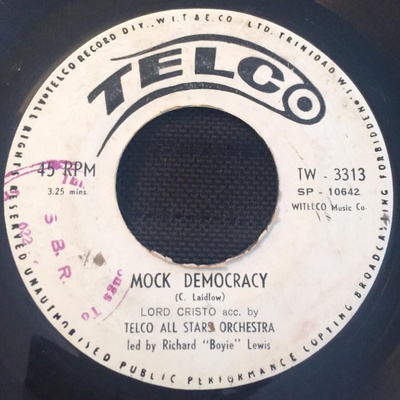 ALL RIGHTS RESERVED. TELCO RECORD DIV., W.I.T. & E. CO LTD. TRINIDAD W.I. FORBIDDEN
UNAUTHORISED PUBLIC PERFORMANCE COPYING BROADCASTING
TELCO
45 RPM
3.25 mins.
TW - 3313
SP - 10642
WITELCO Music Co.
S.B.R.
MOCK DEMOCRACY
(C. Laidlow)
LORD CRISTO acc. by
TELCO ALL STARS ORCHESTRA
led by Richard "Boyie" Lewis